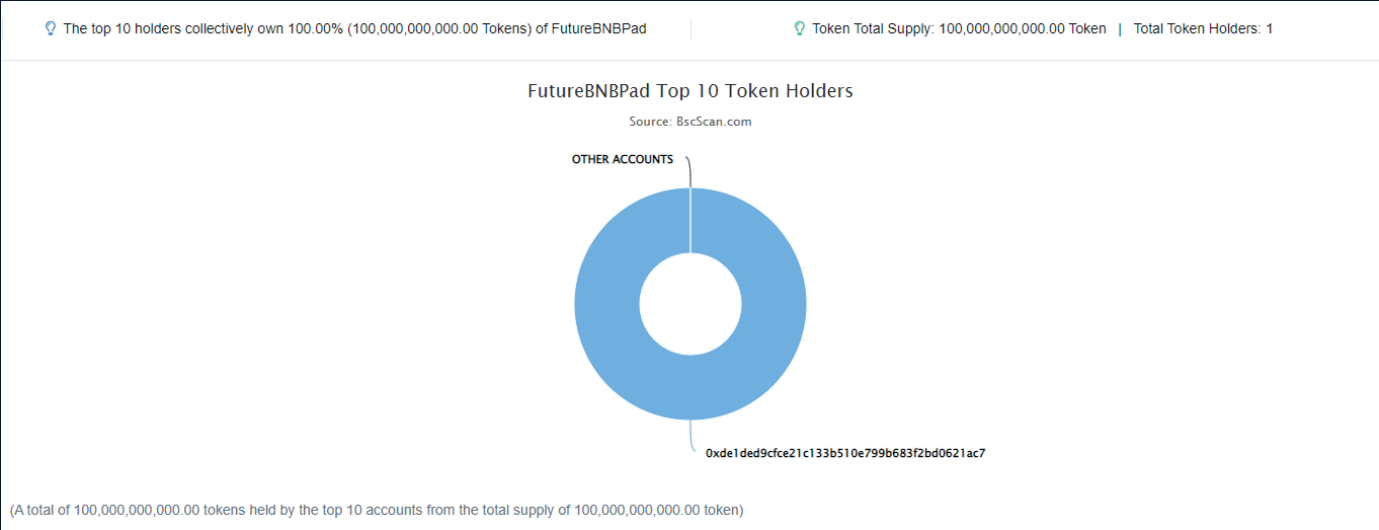 The top 10 holders collectively own 100.00% (100,000,000,000.00 Tokens) of FutureBNBPad
Token Total Supply: 100,000,000,000.00 Token | Total Token Holders: 1
FutureBNBPad Top 10 Token Holders
Source: BscScan.com
OTHER ACCOUNTS
0xde1ded9cfce21c133b510e799b683f2bd0621ac7
(A total of 100,000,000,000.00 tokens held by the top 10 accounts from the total supply of 100,000,000,000.00 token)